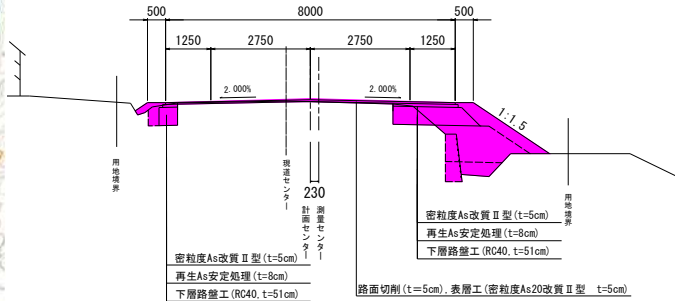 500 8000 500
1250 2750 2750 1250
2.000% 2.000%
1:1.5
用地境界
現道センター
230
計画センター
測量センター
用地境界
密粒度As改質Ⅱ型(t=5cm)
再生As安定処理(t=8cm)
下層路盤工(RC40,t=51cm)
密粒度As改質Ⅱ型(t=5cm)
再生As安定処理(t=8cm)
下層路盤工(RC40,t=51cm)
路面切削(t=5cm),表層工(密粒度As20改質Ⅱ型 t=5cm)